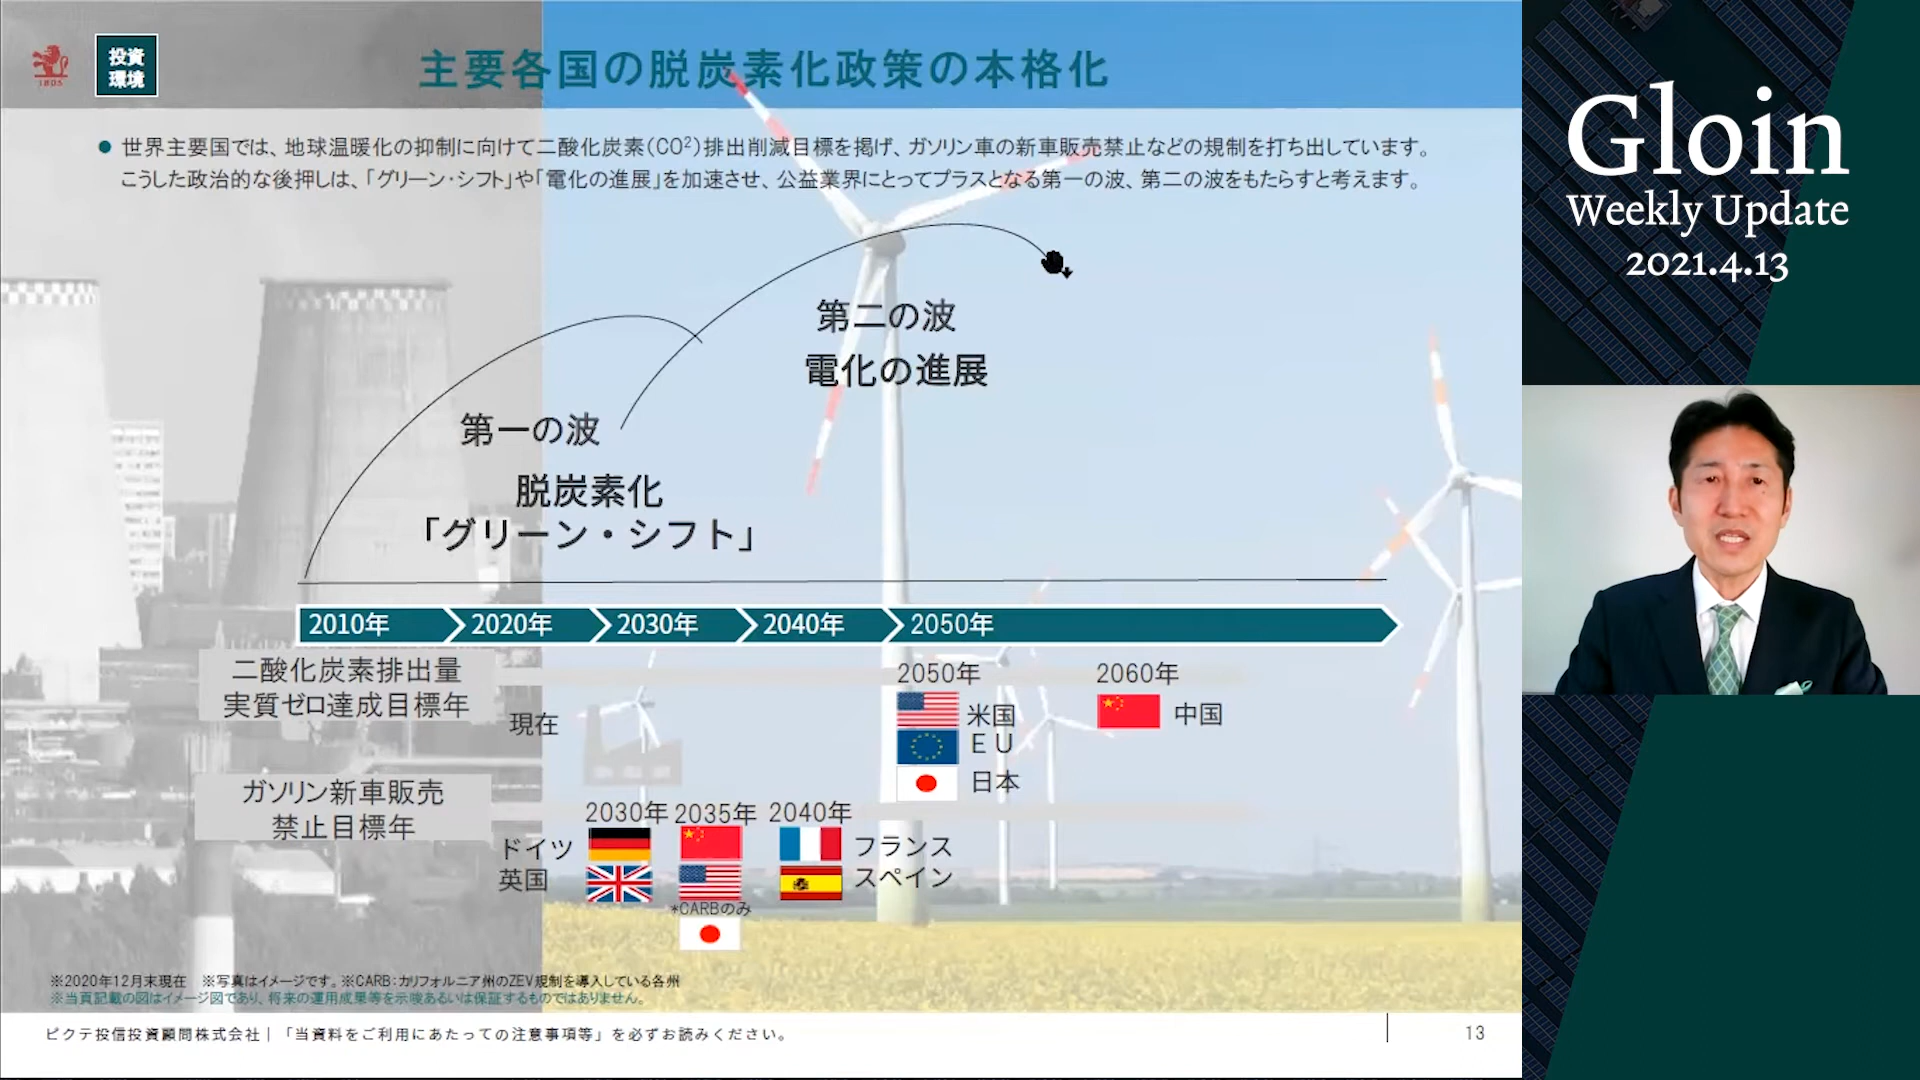 1805
投資
環境
主要各国の脱炭素化政策の本格化
● 世界主要国では、地球温暖化の抑制に向けて二酸化炭素(CO²)排出削減目標を掲げ、ガソリン車の新車販売禁止などの規制を打ち出しています。
こうした政治的な後押しは、「グリーン・シフト」や「電化の進展」を加速させ、公益業界にとってプラスとなる第一の波、第二の波をもたらすと考えます。
第二の波
電化の進展
第一の波
脱炭素化
「グリーン・シフト」
2010年 2020年 2030年 2040年 2050年
二酸化炭素排出量
実質ゼロ達成目標年
現在
2050年
米国
EU
日本
2060年
中国
ガソリン新車販売
禁止目標年
2030年 2035年 2040年
ドイツ
英国
フランス
スペイン
*CARBのみ
※2020年12月末現在 ※写真はイメージです。※CARB:カリフォルニア州のZEV規制を導入している各州
※当頁記載の図はイメージ図であり、将来の運用成果等を示唆あるいは保証するものではありません。
ピクテ投信投資顧問株式会社|「当資料をご利用にあたっての注意事項等」を必ずお読みください。
13
Gloin
Weekly Update
2021.4.13